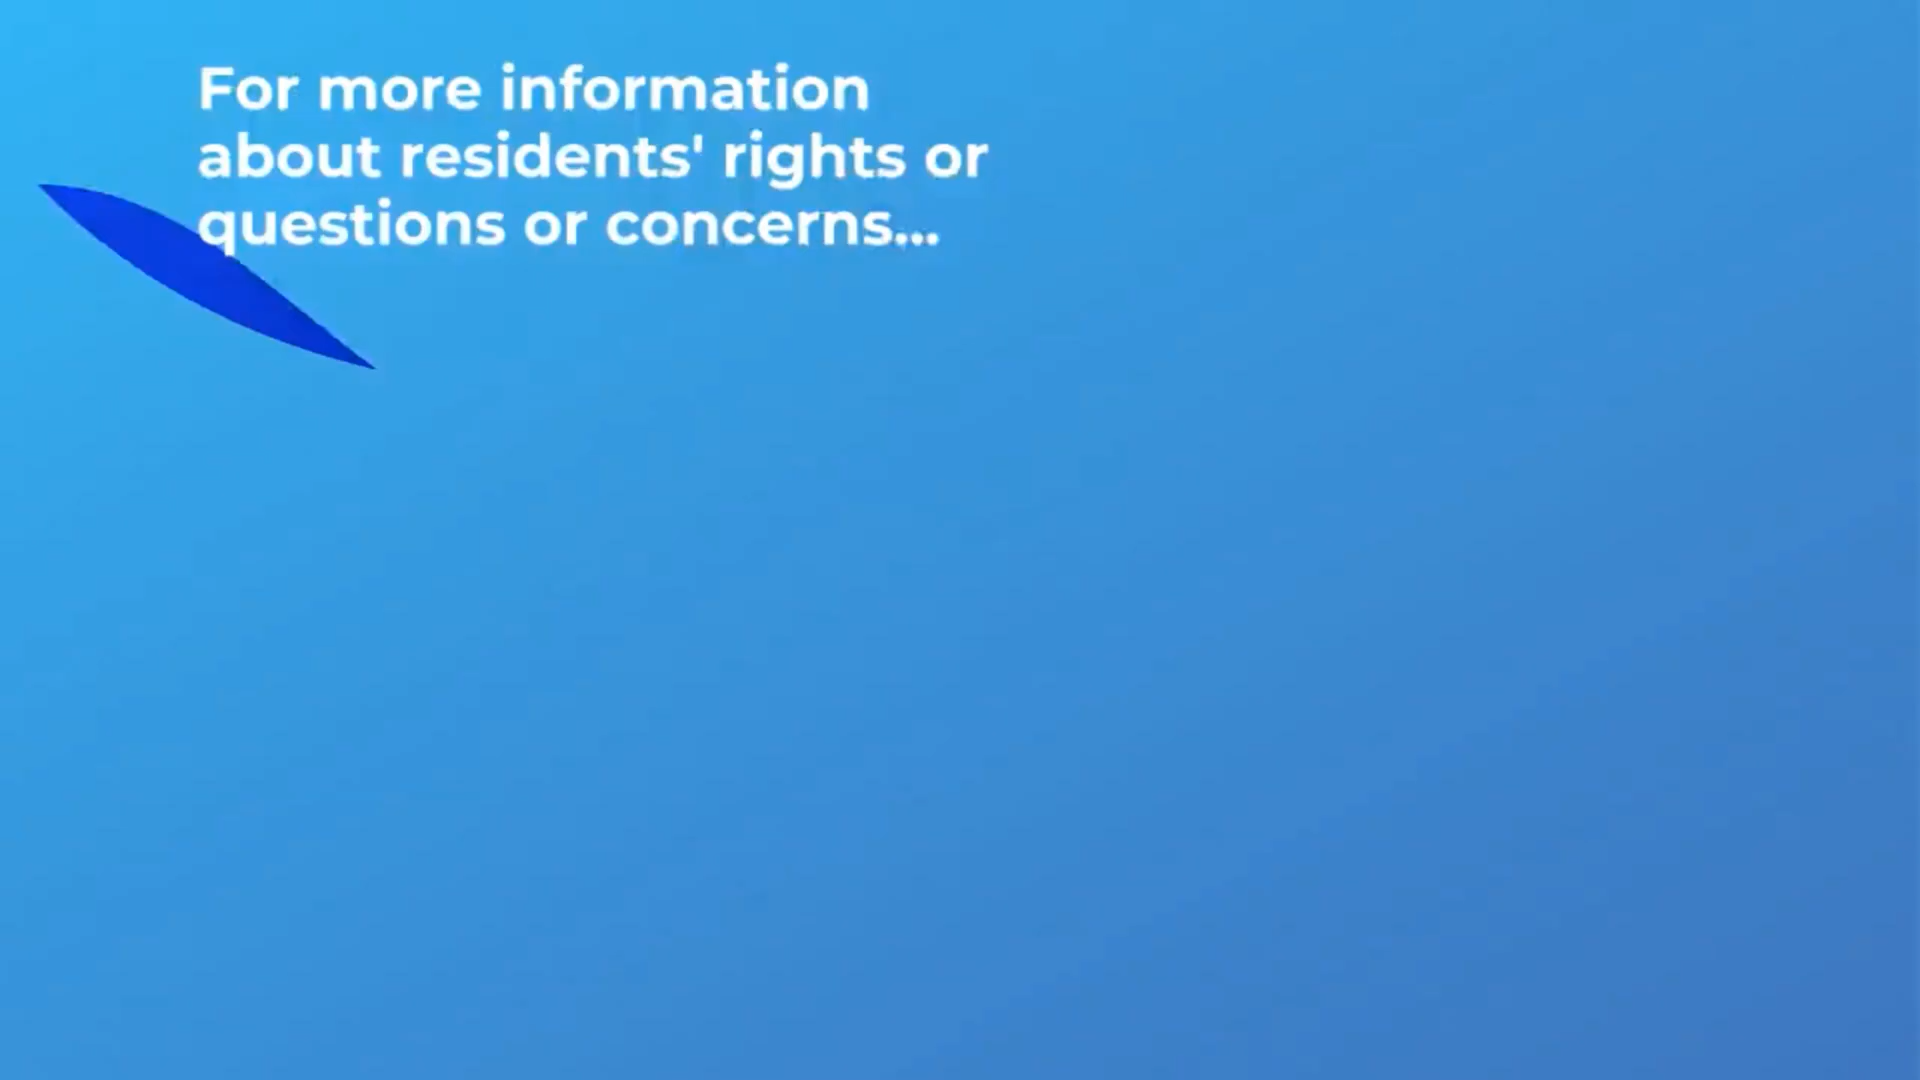 For more information
about residents' rights or
questions or concerns...